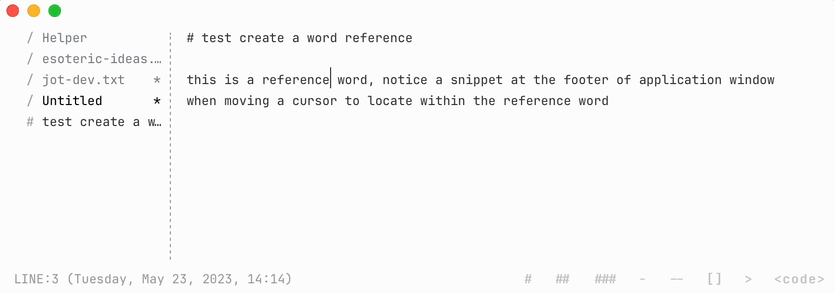 / Helper
/ esoteric-ideas.…
/ jot-dev.txt *
/ Untitled *
# test create a w…
# test create a word reference
this is a reference word, notice a snippet at the footer of application window
when moving a cursor to locate within the reference word
LINE:3 (Tuesday, May 23, 2023, 14:14)
# ## ### - -- [] > <code>